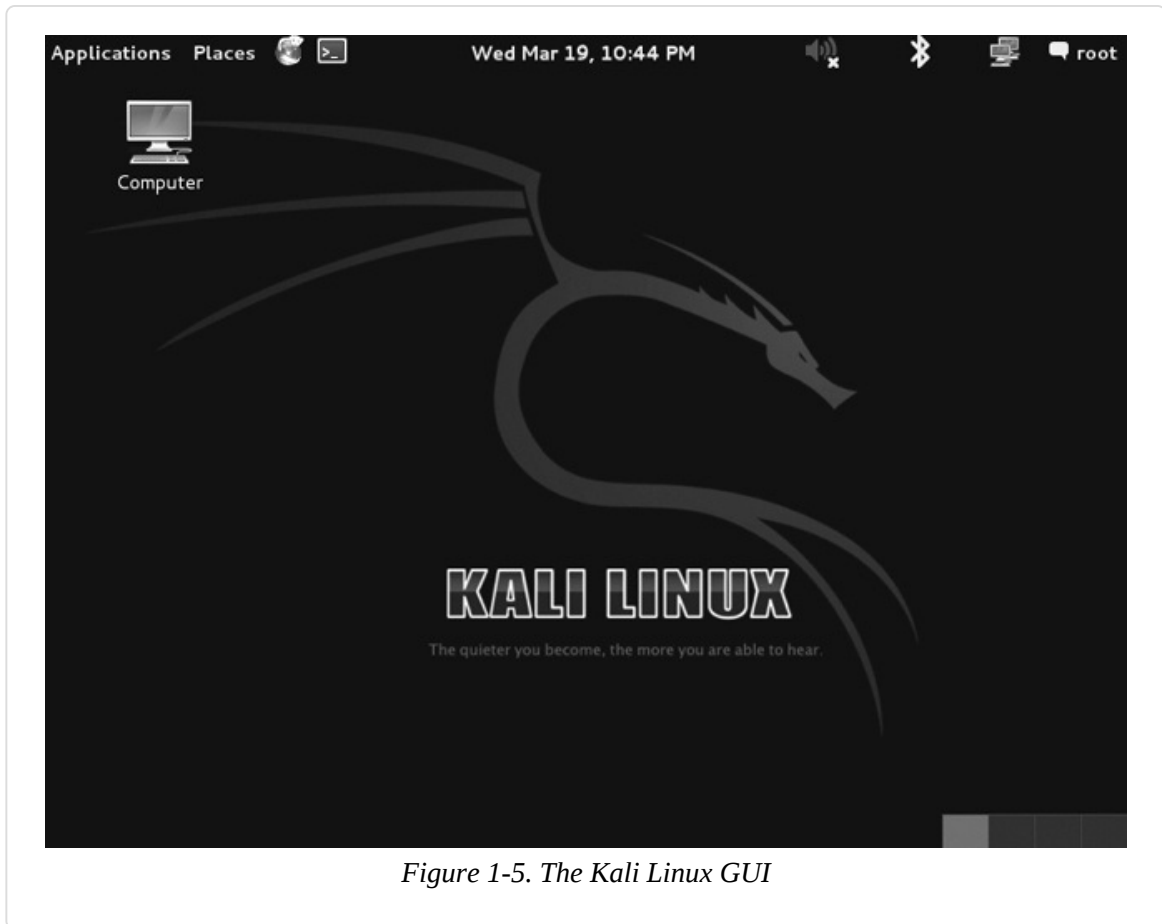 Applications Places Wed Mar 19, 10:44 PM root
Computer
KALI LINUX
The quieter you become, the more you are able to hear.
Figure 1-5. The Kali Linux GUI